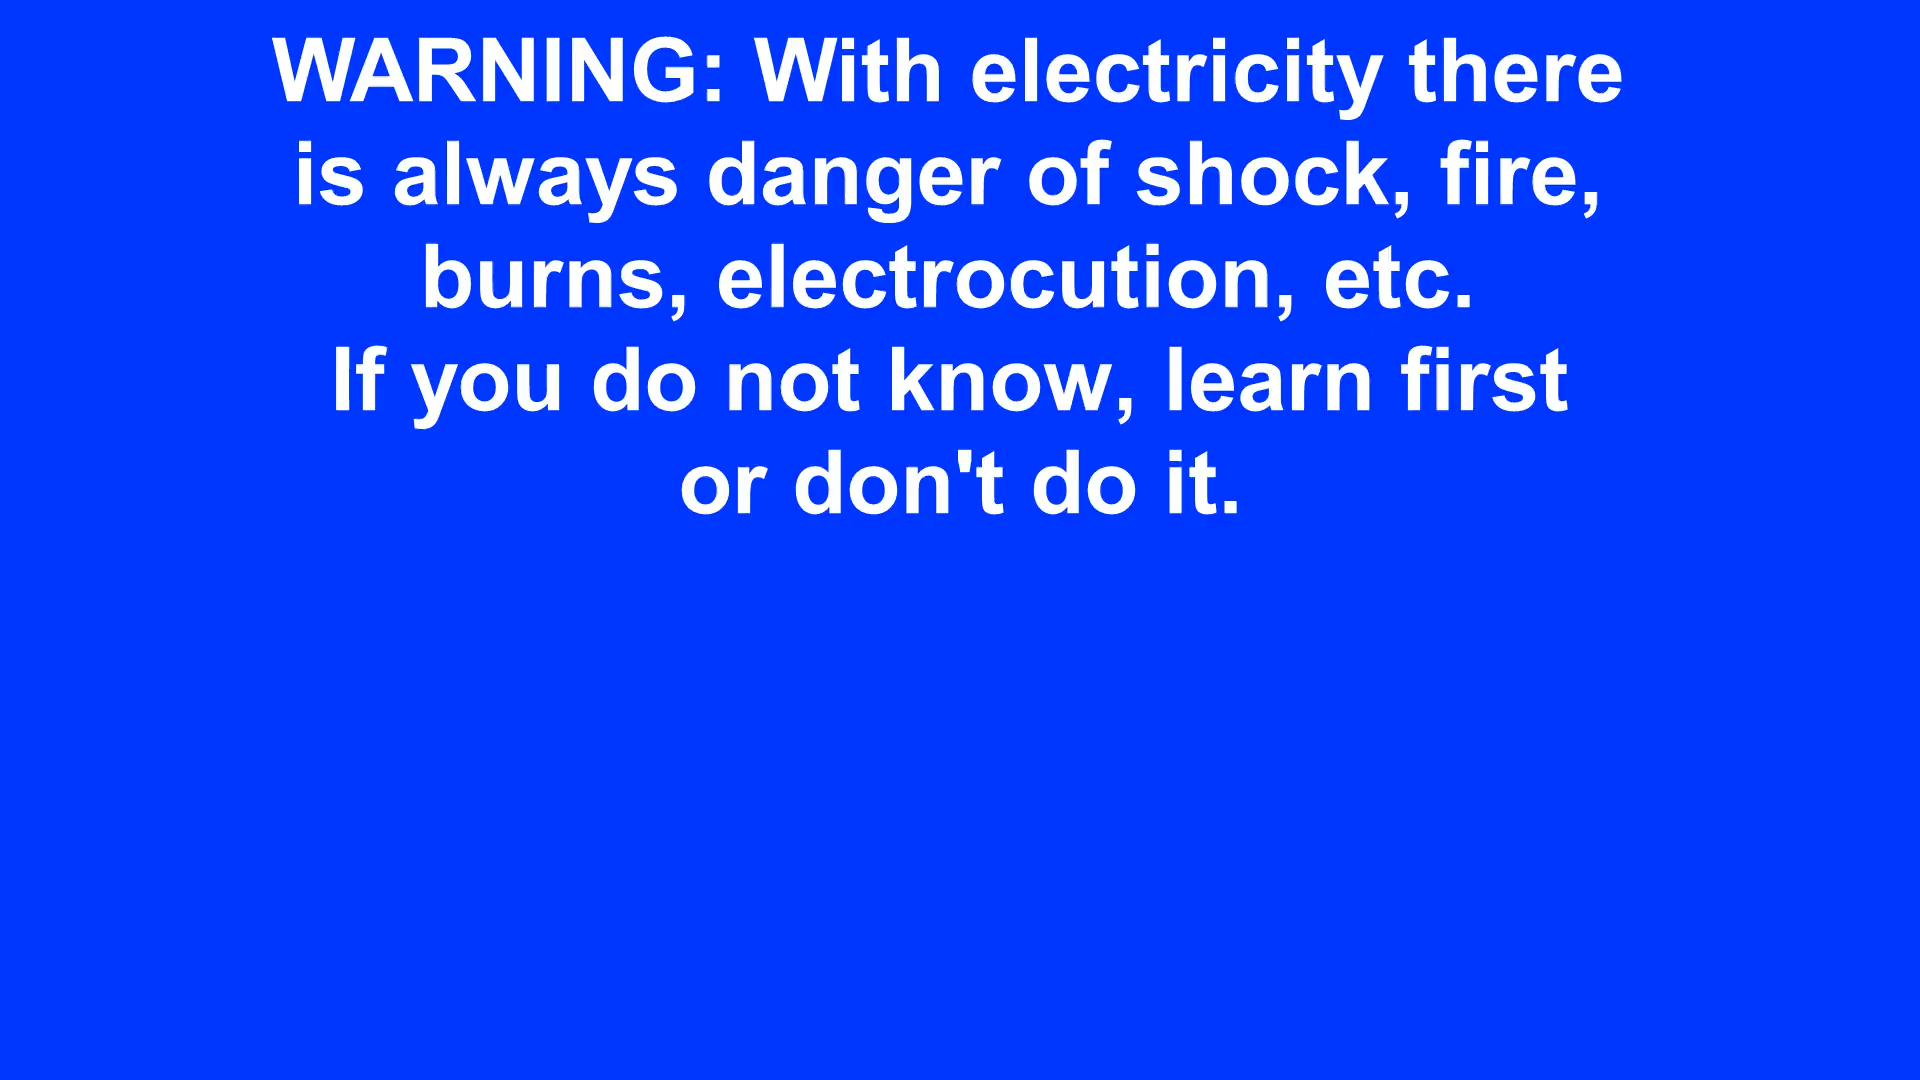 WARNING: With electricity there
is always danger of shock, fire,
burns, electrocution, etc.
If you do not know, learn first
or don't do it.